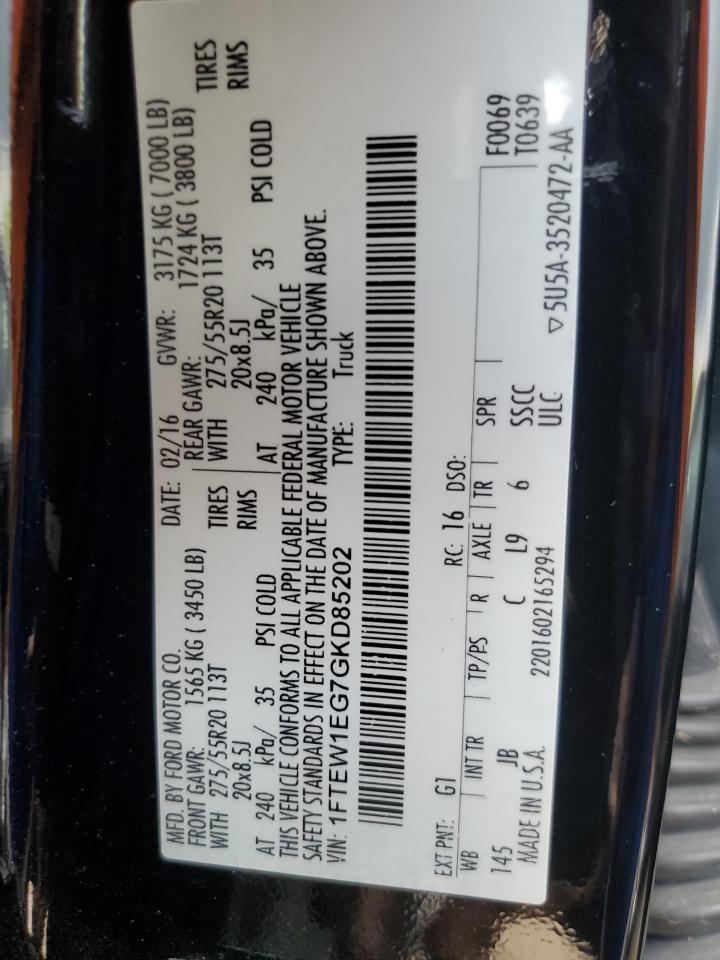 MFD. BY FORD MOTOR CO.
DATE: 02/16 GVWR: 3175 KG ( 7000 LB)
FRONT GAWR: 1565 KG ( 3450 LB)
REAR GAWR: 1724 KG ( 3800 LB)
WITH 275/55R20 113T TIRES
WITH 275/55R20 113T TIRES
20x8.5J RIMS
20x8.5J RIMS
AT 240 kPa/ 35 PSI COLD
AT 240 kPa/ 35 PSI COLD
THIS VEHICLE CONFORMS TO ALL APPLICABLE FEDERAL MOTOR VEHICLE
SAFETY STANDARDS IN EFFECT ON THE DATE OF MANUFACTURE SHOWN ABOVE.
VIN: 1FTEW1EG7GKD85202 TYPE: Truck
F0069
T0639
EXT PNT: G1 RC: 16 DSO:
WB INT TR TP/PS R AXLE TR SPR
145 JB C L9 6 SSCC
MADE IN U.S.A. 2201602165294 ULC
▽ 5U5A-3520472-AA